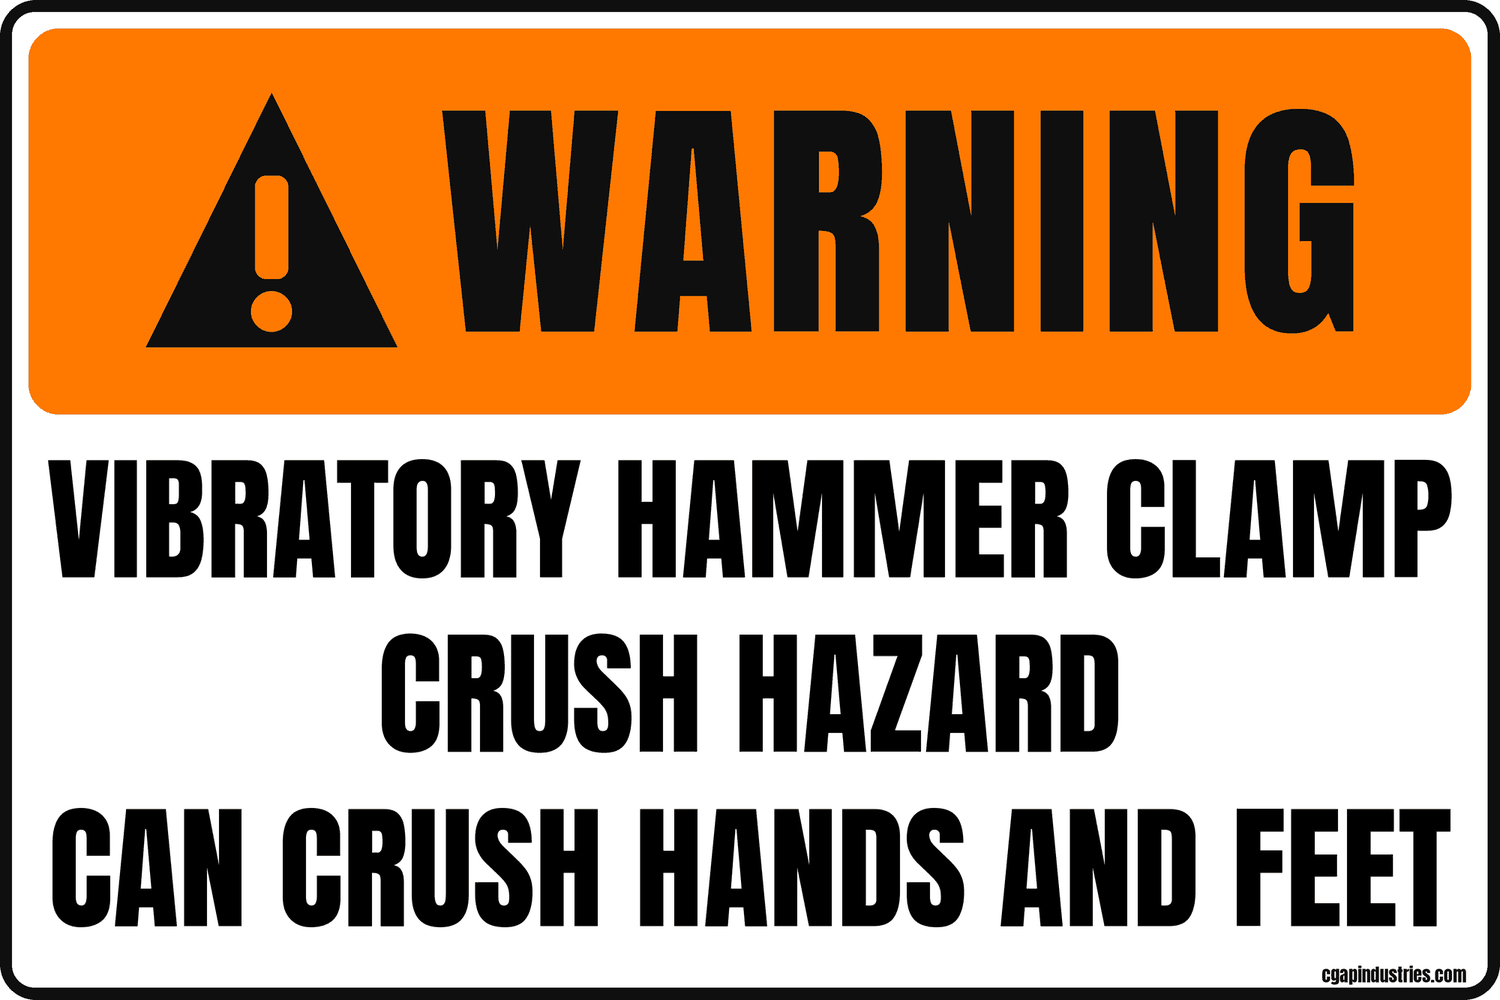 WARNING
VIBRATORY HAMMER CLAMP
CRUSH HAZARD
CAN CRUSH HANDS AND FEET
cgapindustries.com